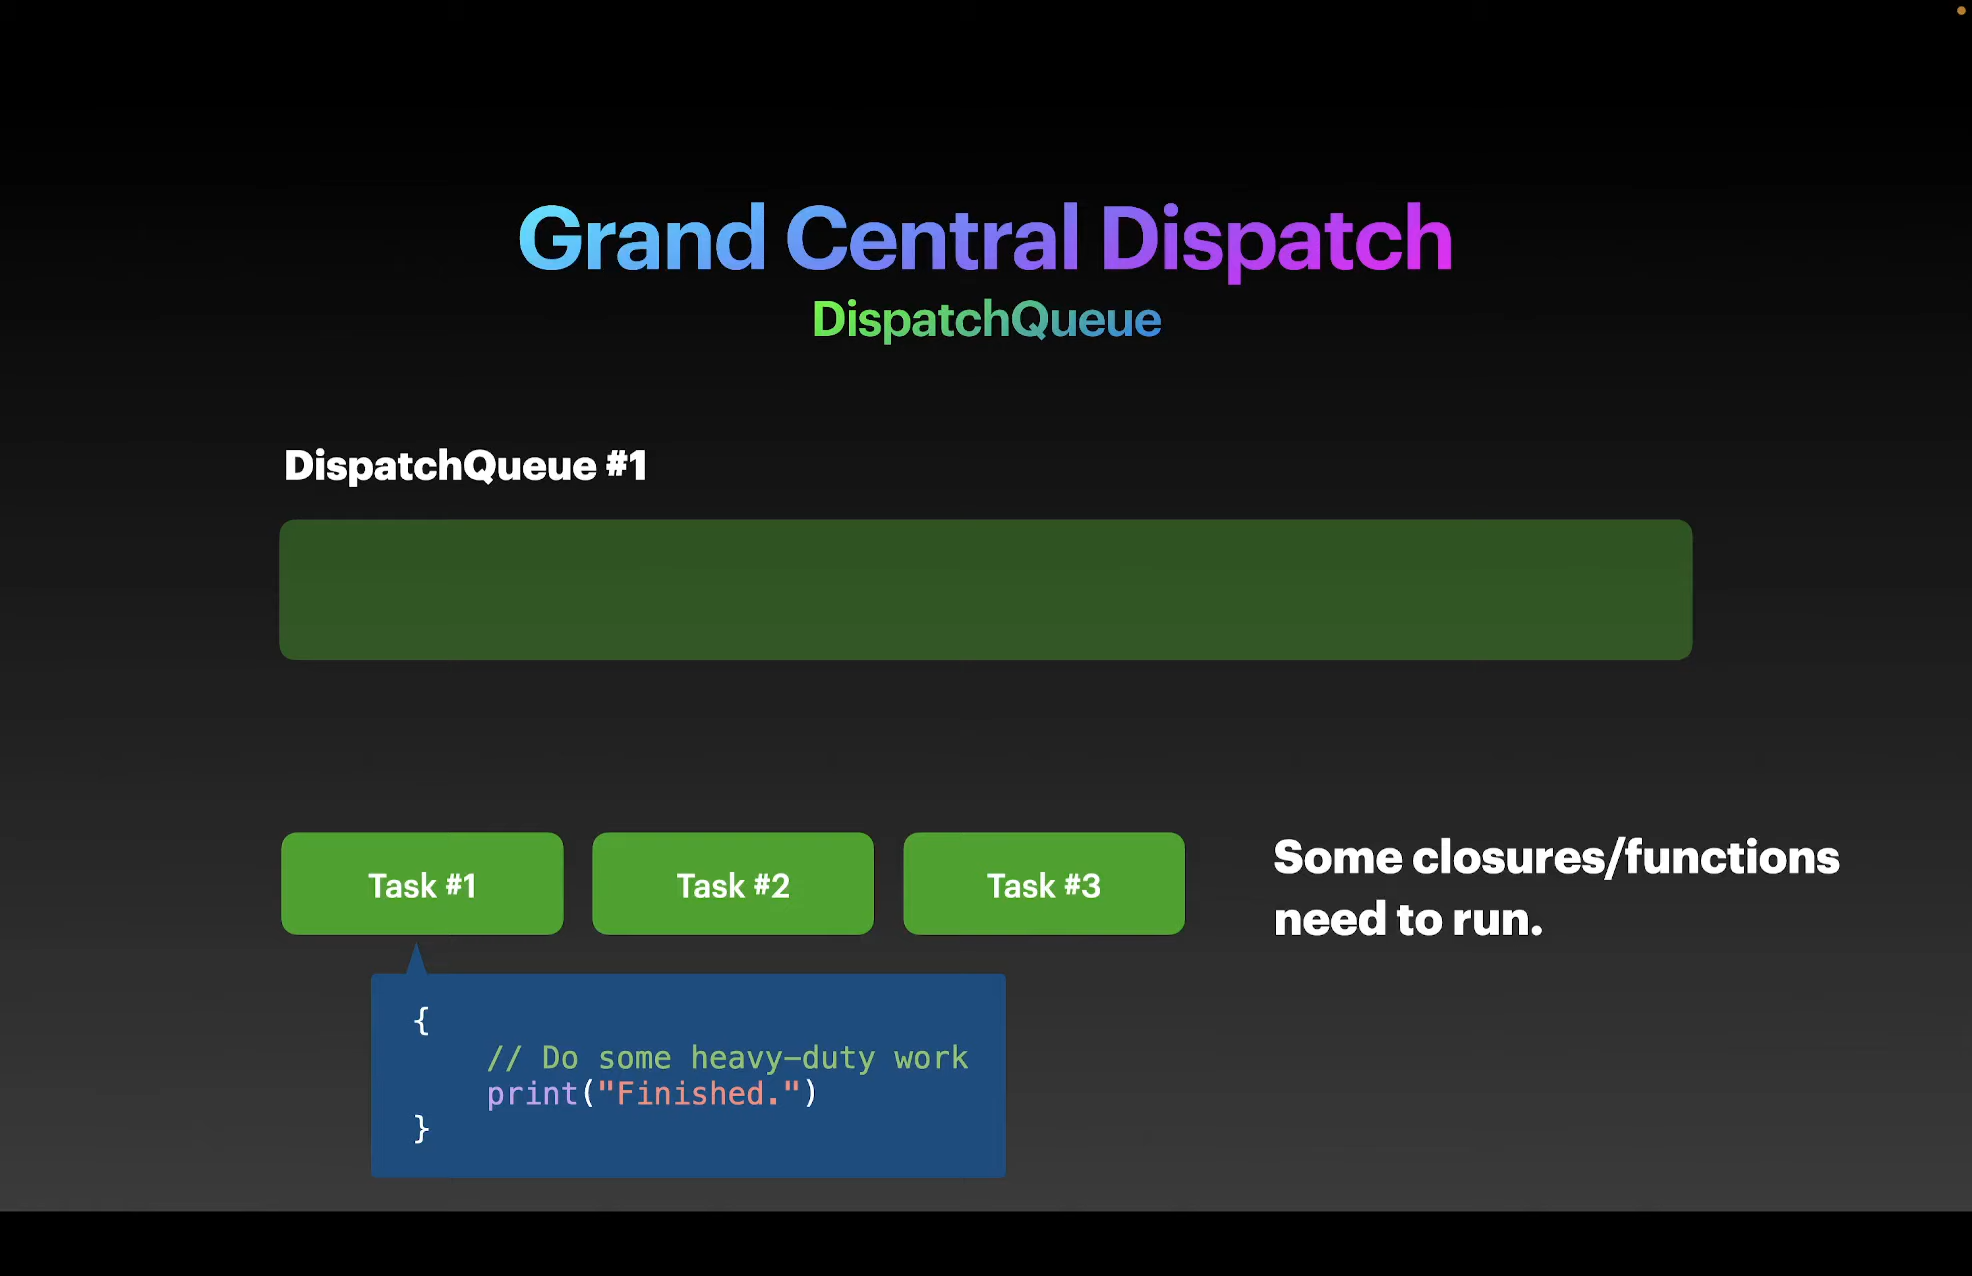 Grand Central Dispatch
DispatchQueue
DispatchQueue #1
Task #1
Task #2
Task #3
Some closures/functions
need to run.
{
    // Do some heavy-duty work
    print("Finished.")
}